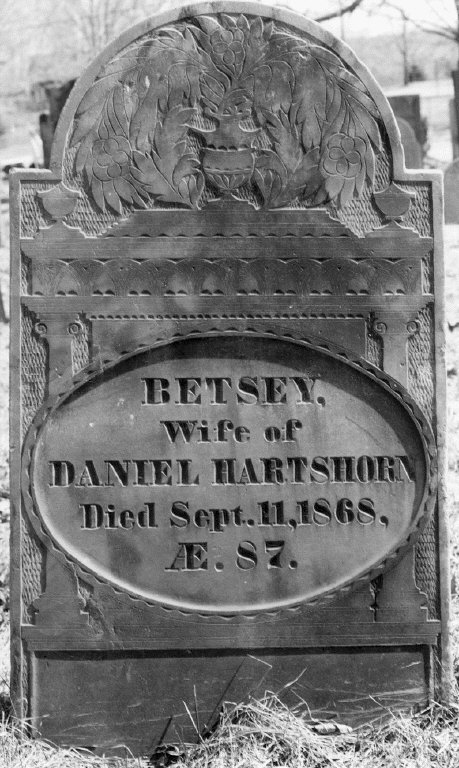 BETSEY,
Wife of
DANIEL HARTSHORN
Died Sept. 11, 1868,
Æ. 87.